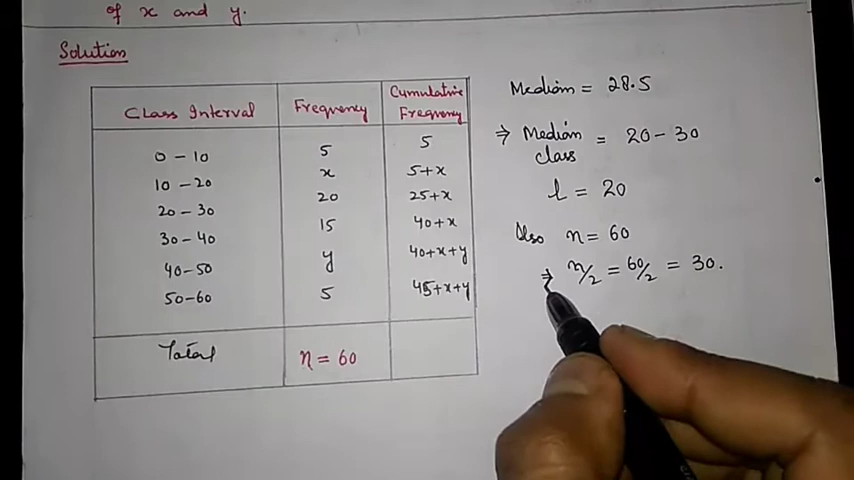 of x and y.
Solution
Class Interval Frequency Cumulative Frequency
0-10 5 5
10-20 x 5+x
20-30 20 25+x
30-40 15 40+x
40-50 y 40+x+y
50-60 5 45+x+y
Total n = 60
Median = 28.5
⇒ Median class = 20-30
l = 20
Also n = 60
⇒ n/2 = 60/2 = 30.